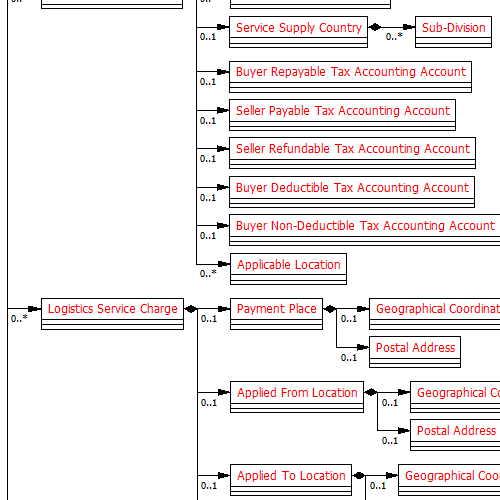 Service Supply Country
0..1
0..*
Sub-Division
Buyer Repayable Tax Accounting Account
0..1
Seller Payable Tax Accounting Account
0..1
Seller Refundable Tax Accounting Account
0..1
Buyer Deductible Tax Accounting Account
0..1
Buyer Non-Deductible Tax Accounting Account
0..1
Applicable Location
0..*
Logistics Service Charge
0..*
Payment Place
0..1
Geographical Coordinat
0..1
Postal Address
0..1
Applied From Location
0..1
Geographical Co
0..1
Postal Address
0..1
Applied To Location
0..1
Geographical Coor
0..1